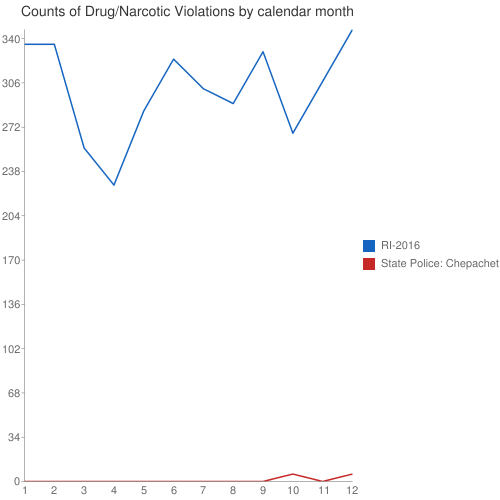 Counts of Drug/Narcotic Violations by calendar month
340
306
272
238
204
170
136
102
68
34
0
1 2 3 4 5 6 7 8 9 10 11 12
RI-2016
State Police: Chepachet